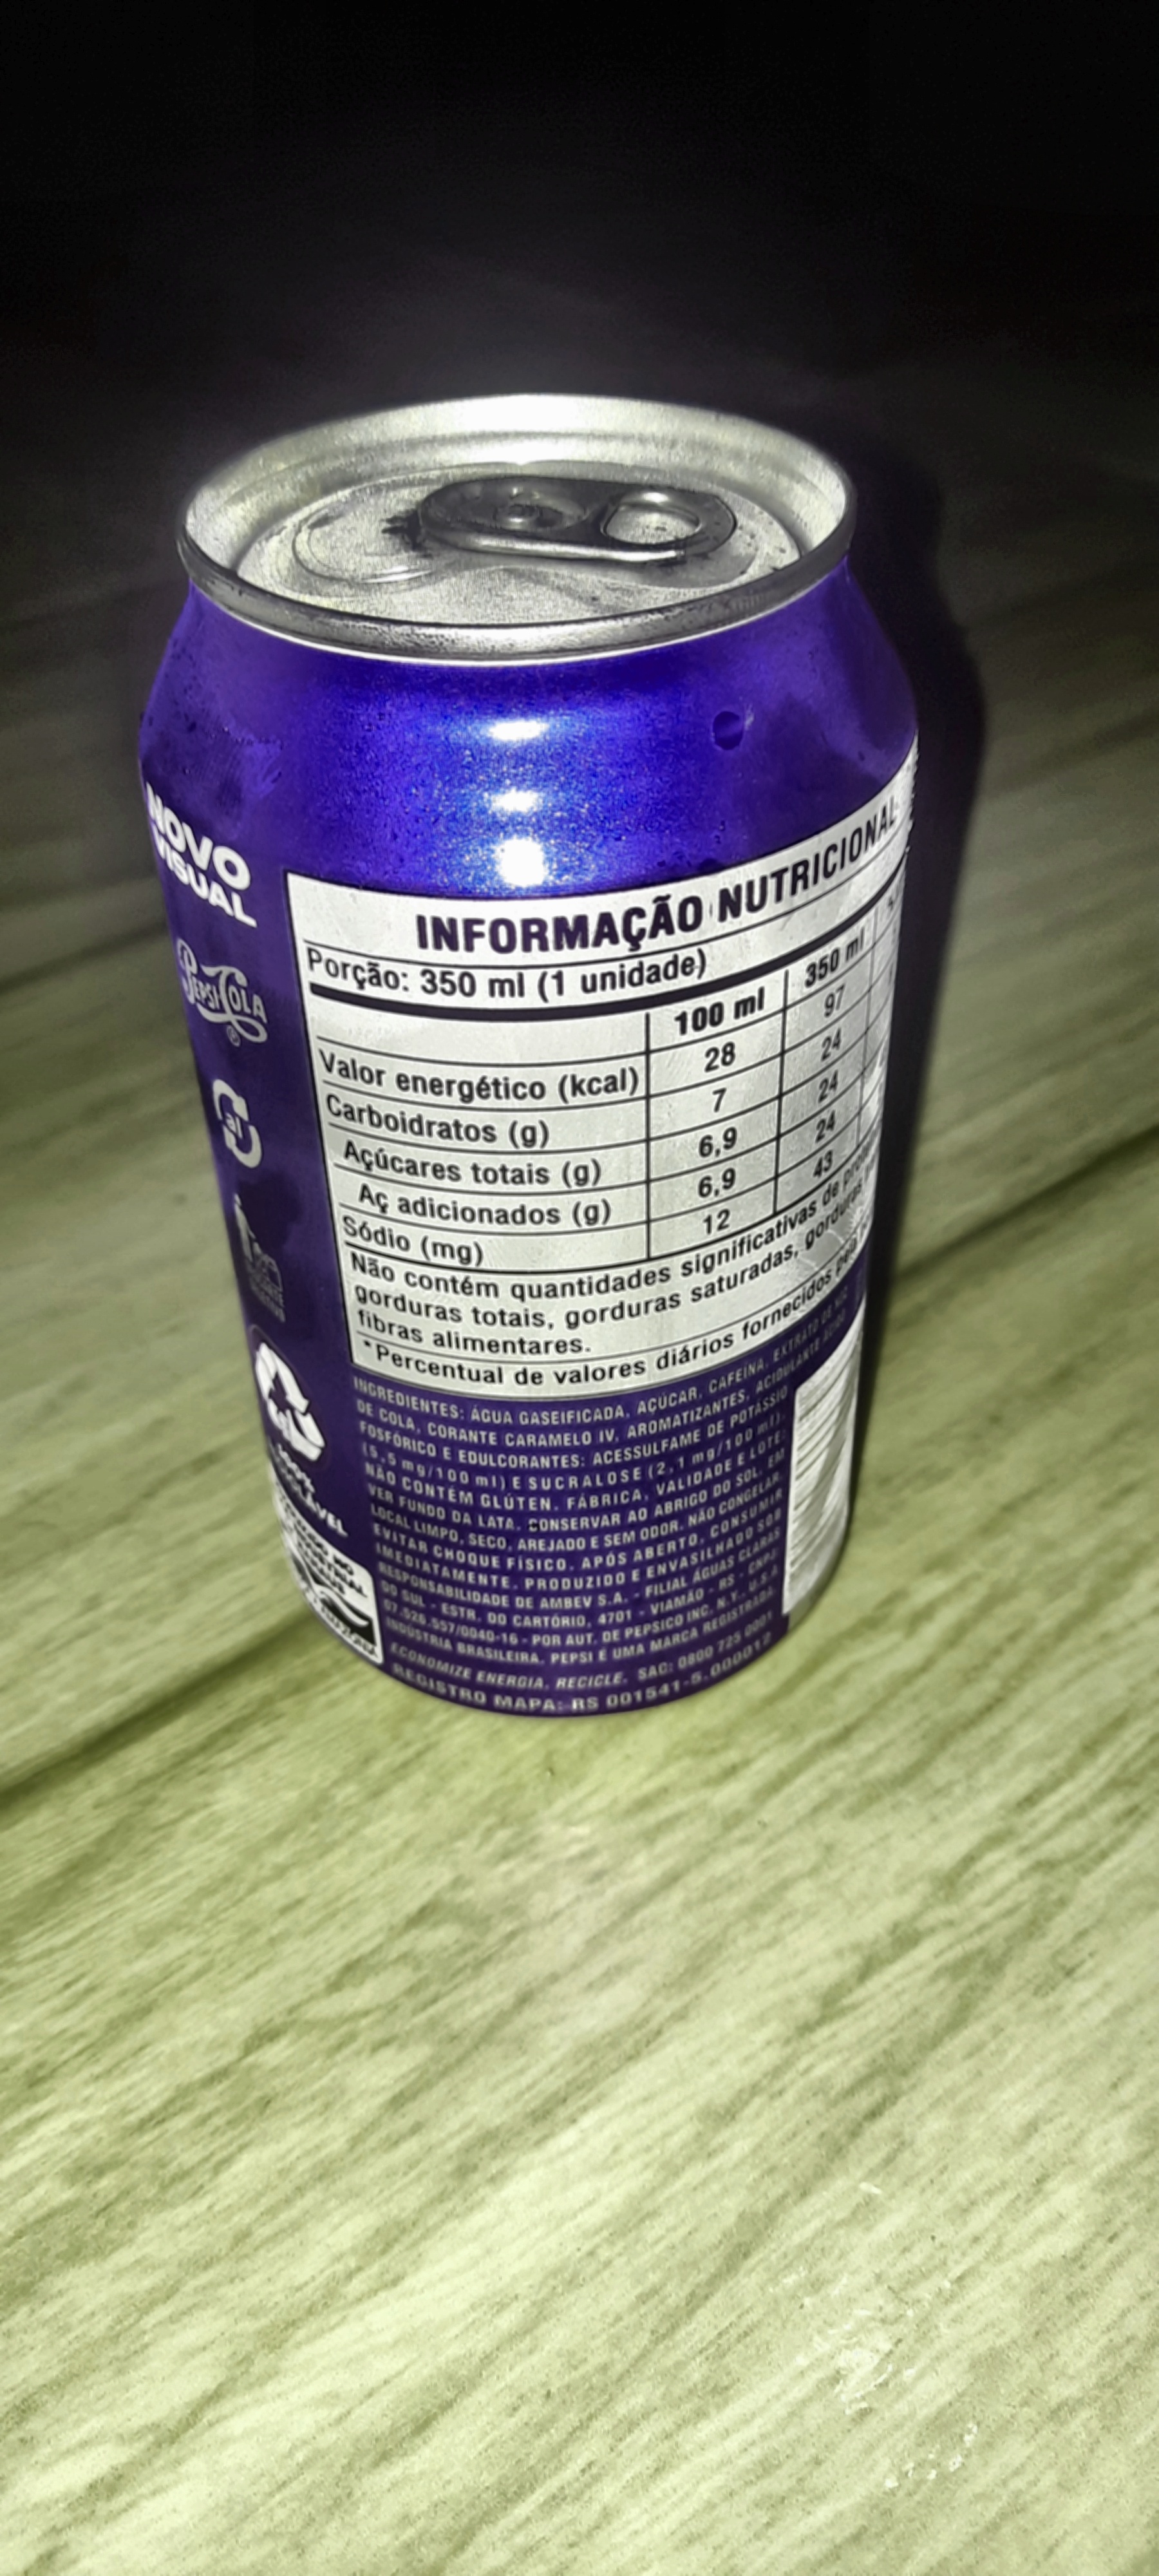 NOVO
VISUAL
PEPSI COLA
al
INFORMAÇÃO NUTRICIONAL
Porção: 350 ml (1 unidade)
100 ml 350 ml
Valor energético (kcal) 28 97
Carboidratos (g) 7 24
Açúcares totais (g) 6,9 24
Aç adicionados (g) 6,9 24
Sódio (mg) 12 43
Não contém quantidades significativas de
gorduras totais, gorduras saturadas, gorduras
fibras alimentares.
*Percentual de valores diários fornecidos pela
INGREDIENTES: ÁGUA GASEIFICADA, AÇÚCAR, CAFEÍNA, EXTRATO DE NOZ
DE COLA, CORANTE CARAMELO IV, AROMATIZANTES, ACIDULANTE ÁCIDO
FOSFÓRICO E EDULCORANTES: ACESSULFAME DE POTÁSSIO
(5,5 mg/100 ml) E SUCRALOSE (2,1 mg/100 ml).
NÃO CONTÉM GLÚTEN. FÁBRICA, VALIDADE E LOTE:
VER FUNDO DA LATA. CONSERVAR AO ABRIGO DO SOL, EM
LOCAL LIMPO, SECO, AREJADO E SEM ODOR. NÃO CONGELAR.
EVITAR CHOQUE FÍSICO. APÓS ABERTO, CONSUMIR
IMEDIATAMENTE. PRODUZIDO E ENVASILHADO SOB
RESPONSABILIDADE DE AMBEV S.A. - FILIAL ÁGUAS CLARAS
DO SUL - ESTR. DO CARTÓRIO, 4701 - VIAMÃO - RS - CNPJ:
07.526.557/0040-16 - POR AUT. DE PEPSICO INC. N.Y., U.S.A
INDÚSTRIA BRASILEIRA. PEPSI É UMA MARCA REGISTRADA
ECONOMIZE ENERGIA. RECICLE. SAC: 0800 725 0001
REGISTRO MAPA: RS 001541-5.000012